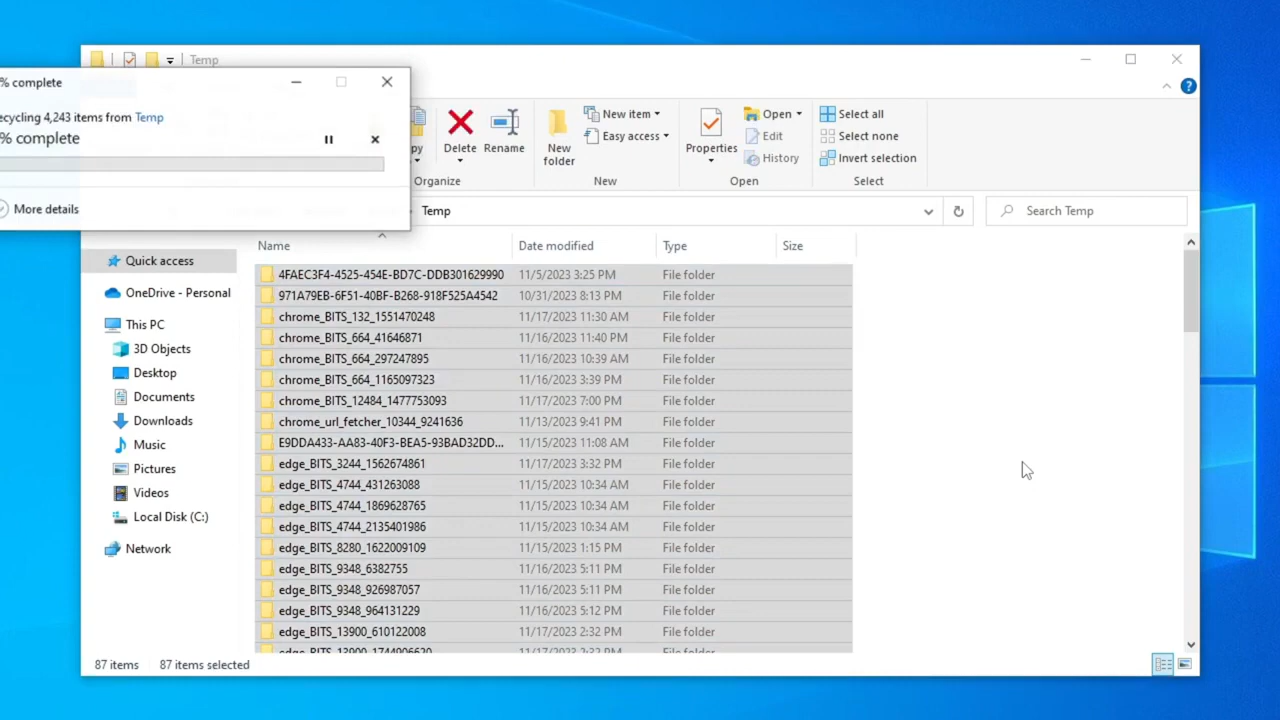 Temp
% complete
ecycling 4,243 items from Temp
% complete
More details
py
Delete
Rename
Organize
New folder
New item
Easy access
New
Properties
Open
Edit
History
Open
Select all
Select none
Invert selection
Select
Temp
Search Temp
Name Date modified Type Size
Quick access
OneDrive - Personal
This PC
3D Objects
Desktop
Documents
Downloads
Music
Pictures
Videos
Local Disk (C:)
Network
4FAEC3F4-4525-454E-BD7C-DDB301629990 11/5/2023 3:25 PM File folder
971A79EB-6F51-40BF-B268-918F525A4542 10/31/2023 8:13 PM File folder
chrome_BITS_132_1551470248 11/17/2023 11:30 AM File folder
chrome_BITS_664_41646871 11/16/2023 11:40 PM File folder
chrome_BITS_664_297247895 11/16/2023 10:39 AM File folder
chrome_BITS_664_1165097323 11/16/2023 3:39 PM File folder
chrome_BITS_12484_1477753093 11/17/2023 7:00 PM File folder
chrome_url_fetcher_10344_9241636 11/13/2023 9:41 PM File folder
E9DDA433-AA83-40F3-BEA5-93BAD32DD... 11/15/2023 11:08 AM File folder
edge_BITS_3244_1562674861 11/17/2023 3:32 PM File folder
edge_BITS_4744_431263088 11/15/2023 10:34 AM File folder
edge_BITS_4744_1869628765 11/15/2023 10:34 AM File folder
edge_BITS_4744_2135401986 11/15/2023 10:34 AM File folder
edge_BITS_8280_1622009109 11/15/2023 1:15 PM File folder
edge_BITS_9348_6382755 11/16/2023 5:11 PM File folder
edge_BITS_9348_926987057 11/16/2023 5:11 PM File folder
edge_BITS_9348_964131229 11/16/2023 5:12 PM File folder
edge_BITS_13900_610122008 11/17/2023 2:32 PM File folder
edge_BITS_13900_1744906620 11/17/2023 2:32 PM File folder
87 items 87 items selected